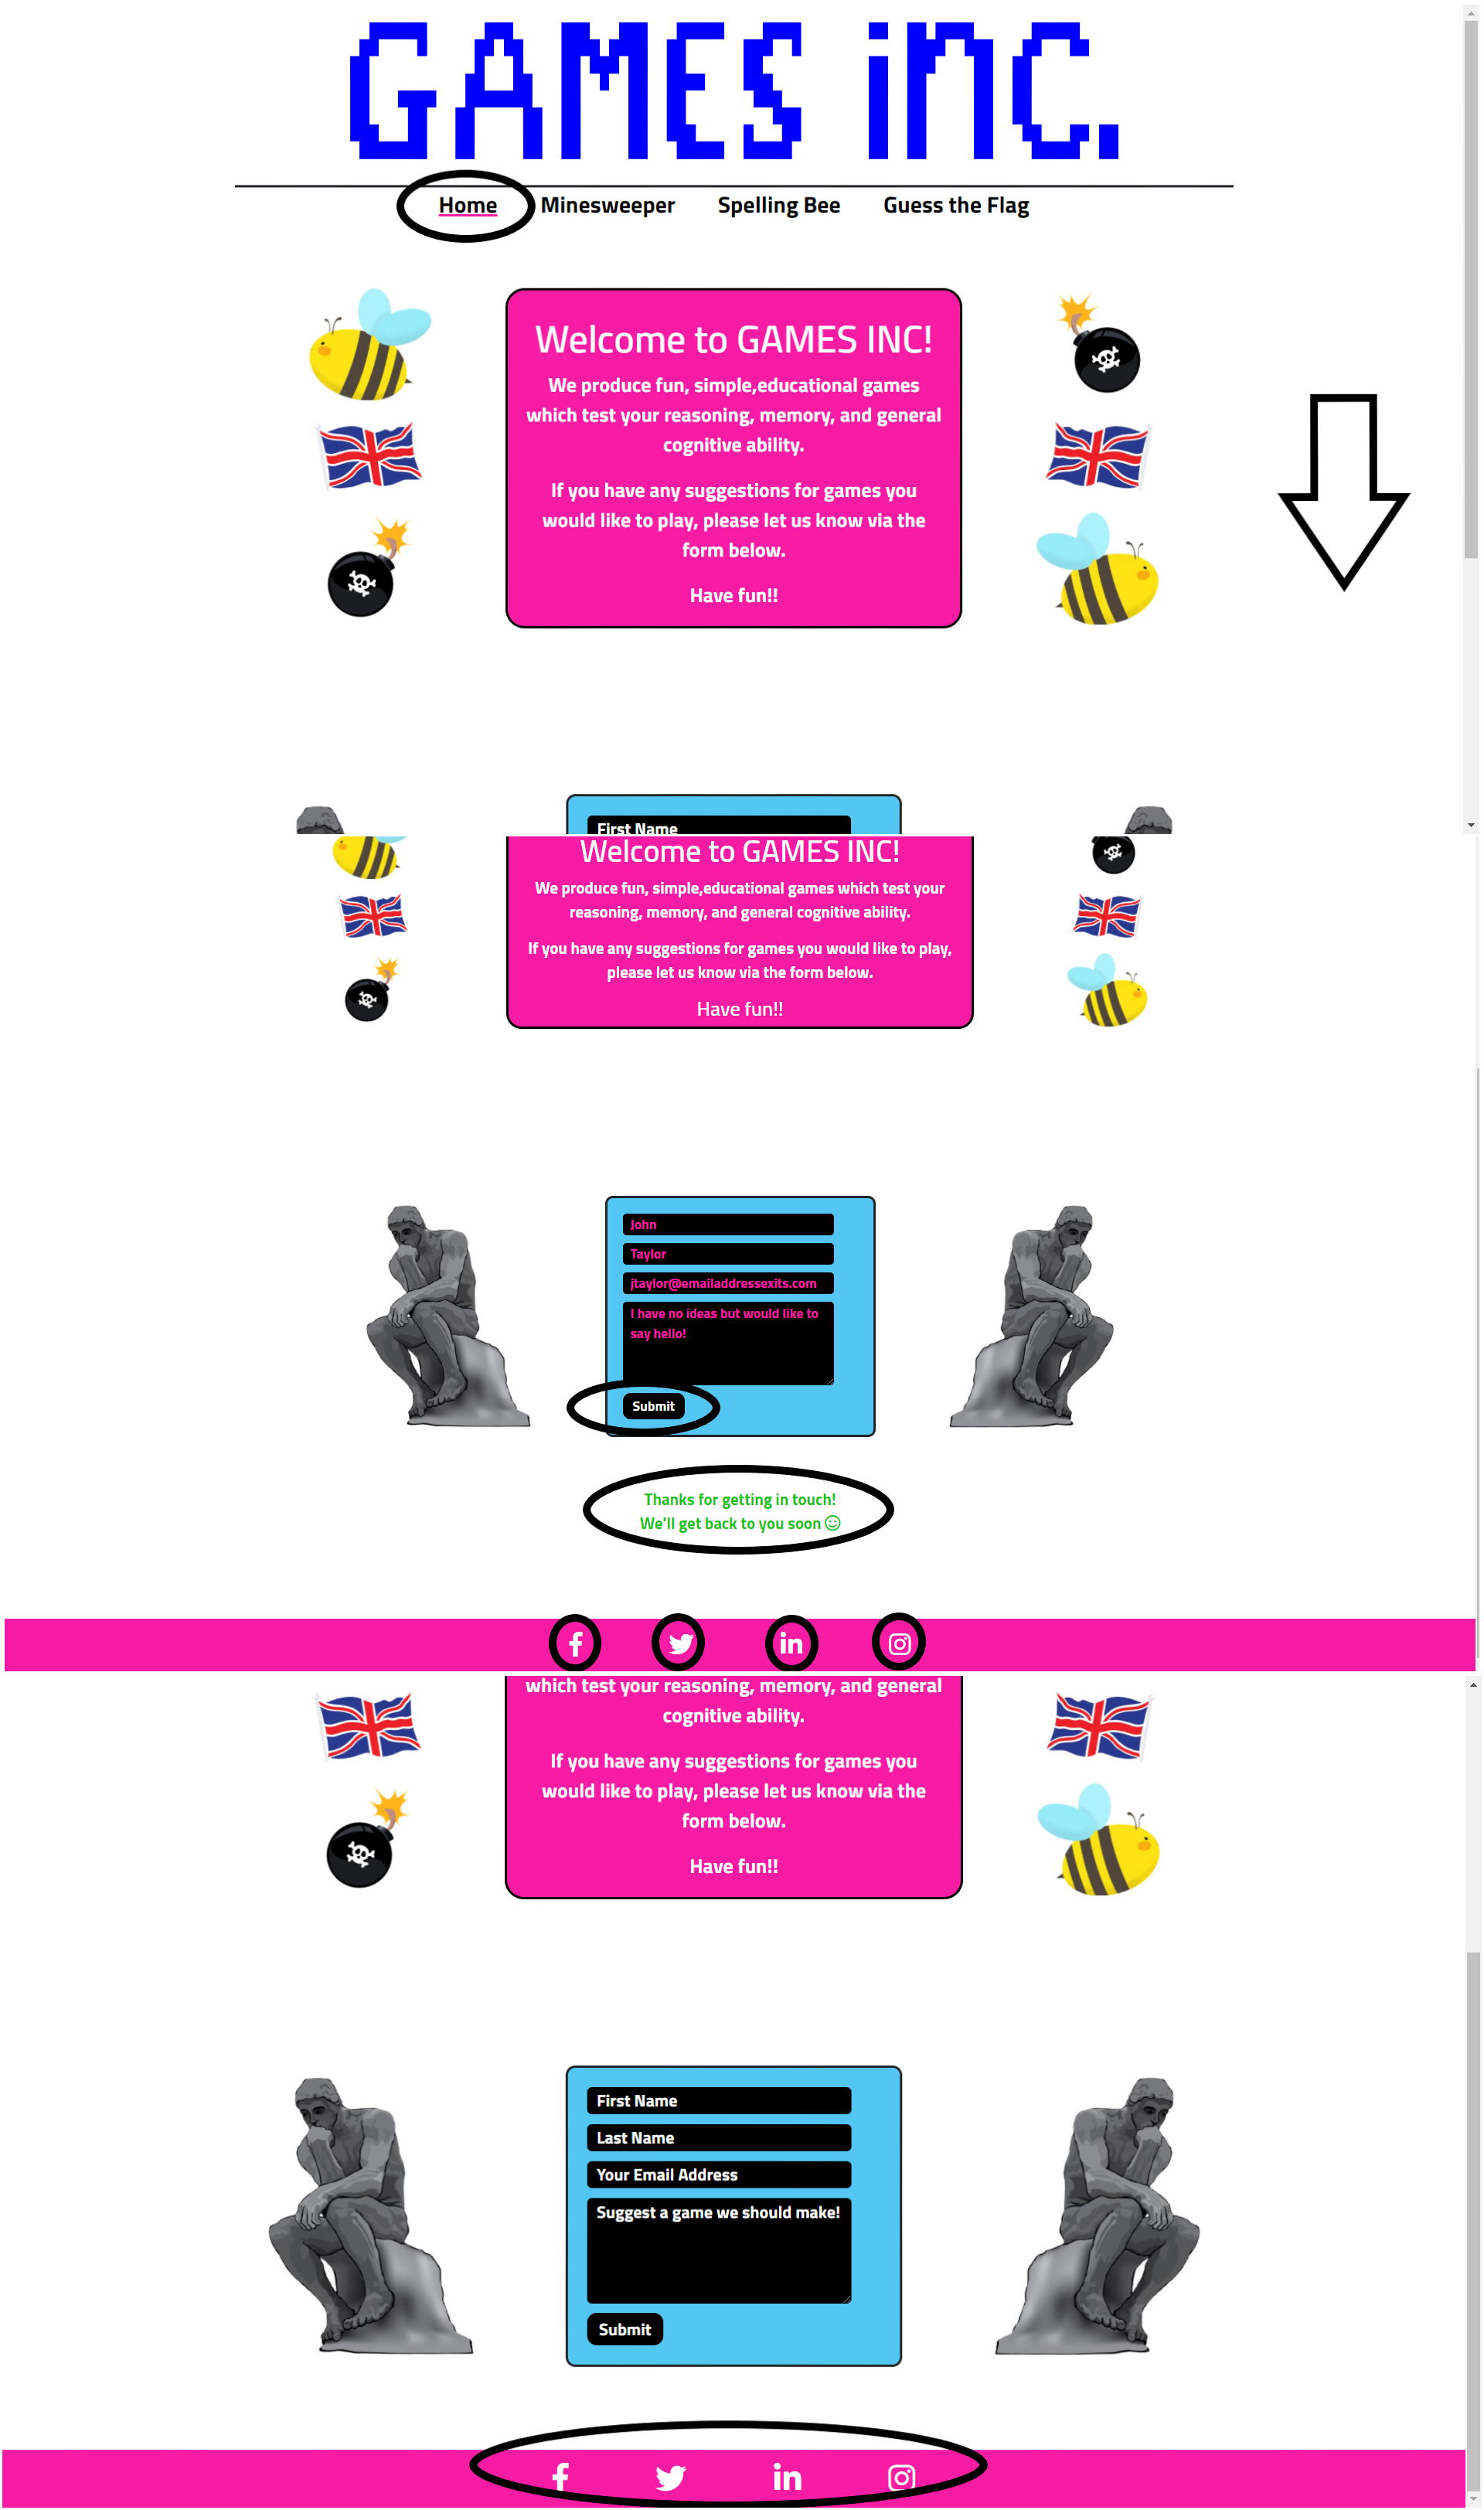 GAMES iNC.
Home Minesweeper Spelling Bee Guess the Flag
Welcome to GAMES INC!
We produce fun, simple,educational games
which test your reasoning, memory, and general
cognitive ability.
If you have any suggestions for games you
would like to play, please let us know via the
form below.
Have fun!!
First Name
Welcome to GAMES INC!
We produce fun, simple,educational games which test your
reasoning, memory, and general cognitive ability.
If you have any suggestions for games you would like to play,
please let us know via the form below.
Have fun!!
John
Taylor
jtaylor@emailaddressexits.com
I have no ideas but would like to
say hello!
Submit
Thanks for getting in touch!
We'll get back to you soon
which test your reasoning, memory, and general
cognitive ability.
If you have any suggestions for games you
would like to play, please let us know via the
form below.
Have fun!!
First Name
Last Name
Your Email Address
Suggest a game we should make!
Submit